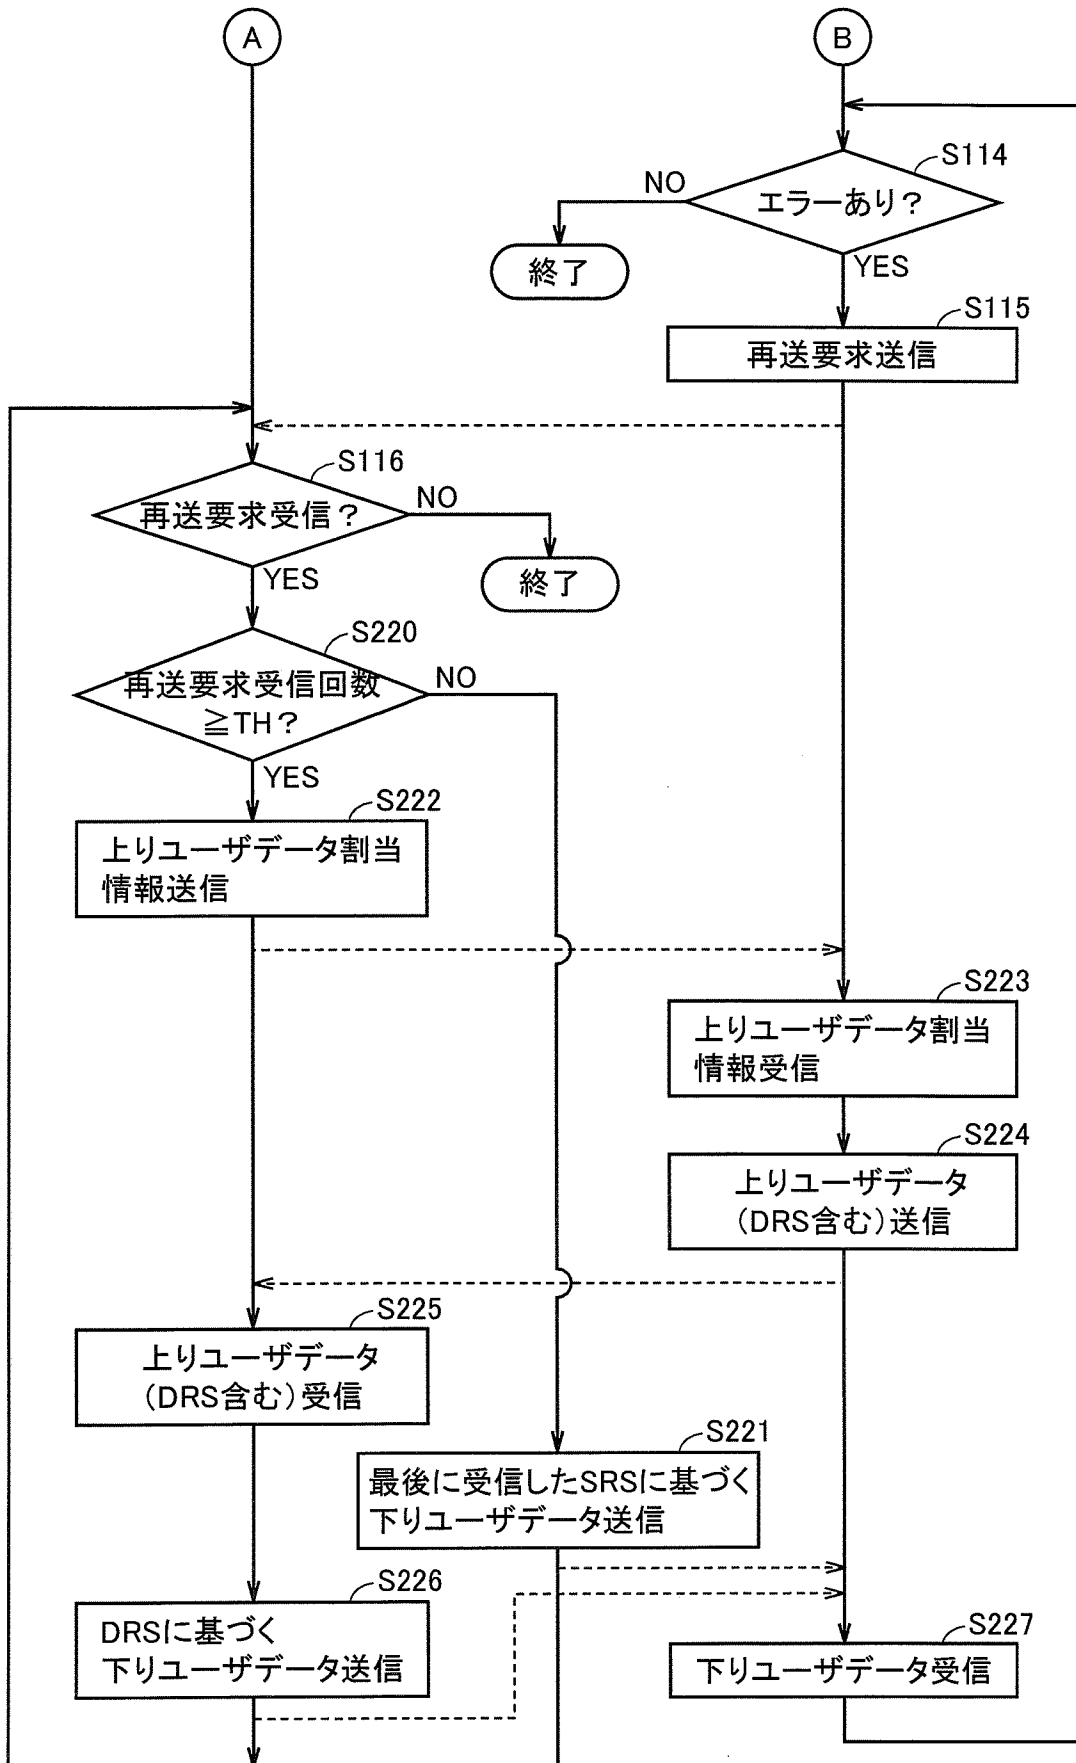 A
B
S114
エラーあり？
NO
終了
YES
S115
再送要求送信
S116
再送要求受信？
NO
終了
YES
S220
再送要求受信回数
≧TH？
NO
YES
S222
上りユーザデータ割当
情報送信
S223
上りユーザデータ割当
情報受信
S224
上りユーザデータ
（DRS含む）送信
S225
上りユーザデータ
（DRS含む）受信
S221
最後に受信したSRSに基づく
下りユーザデータ送信
S226
DRSに基づく
下りユーザデータ送信
S227
下りユーザデータ受信